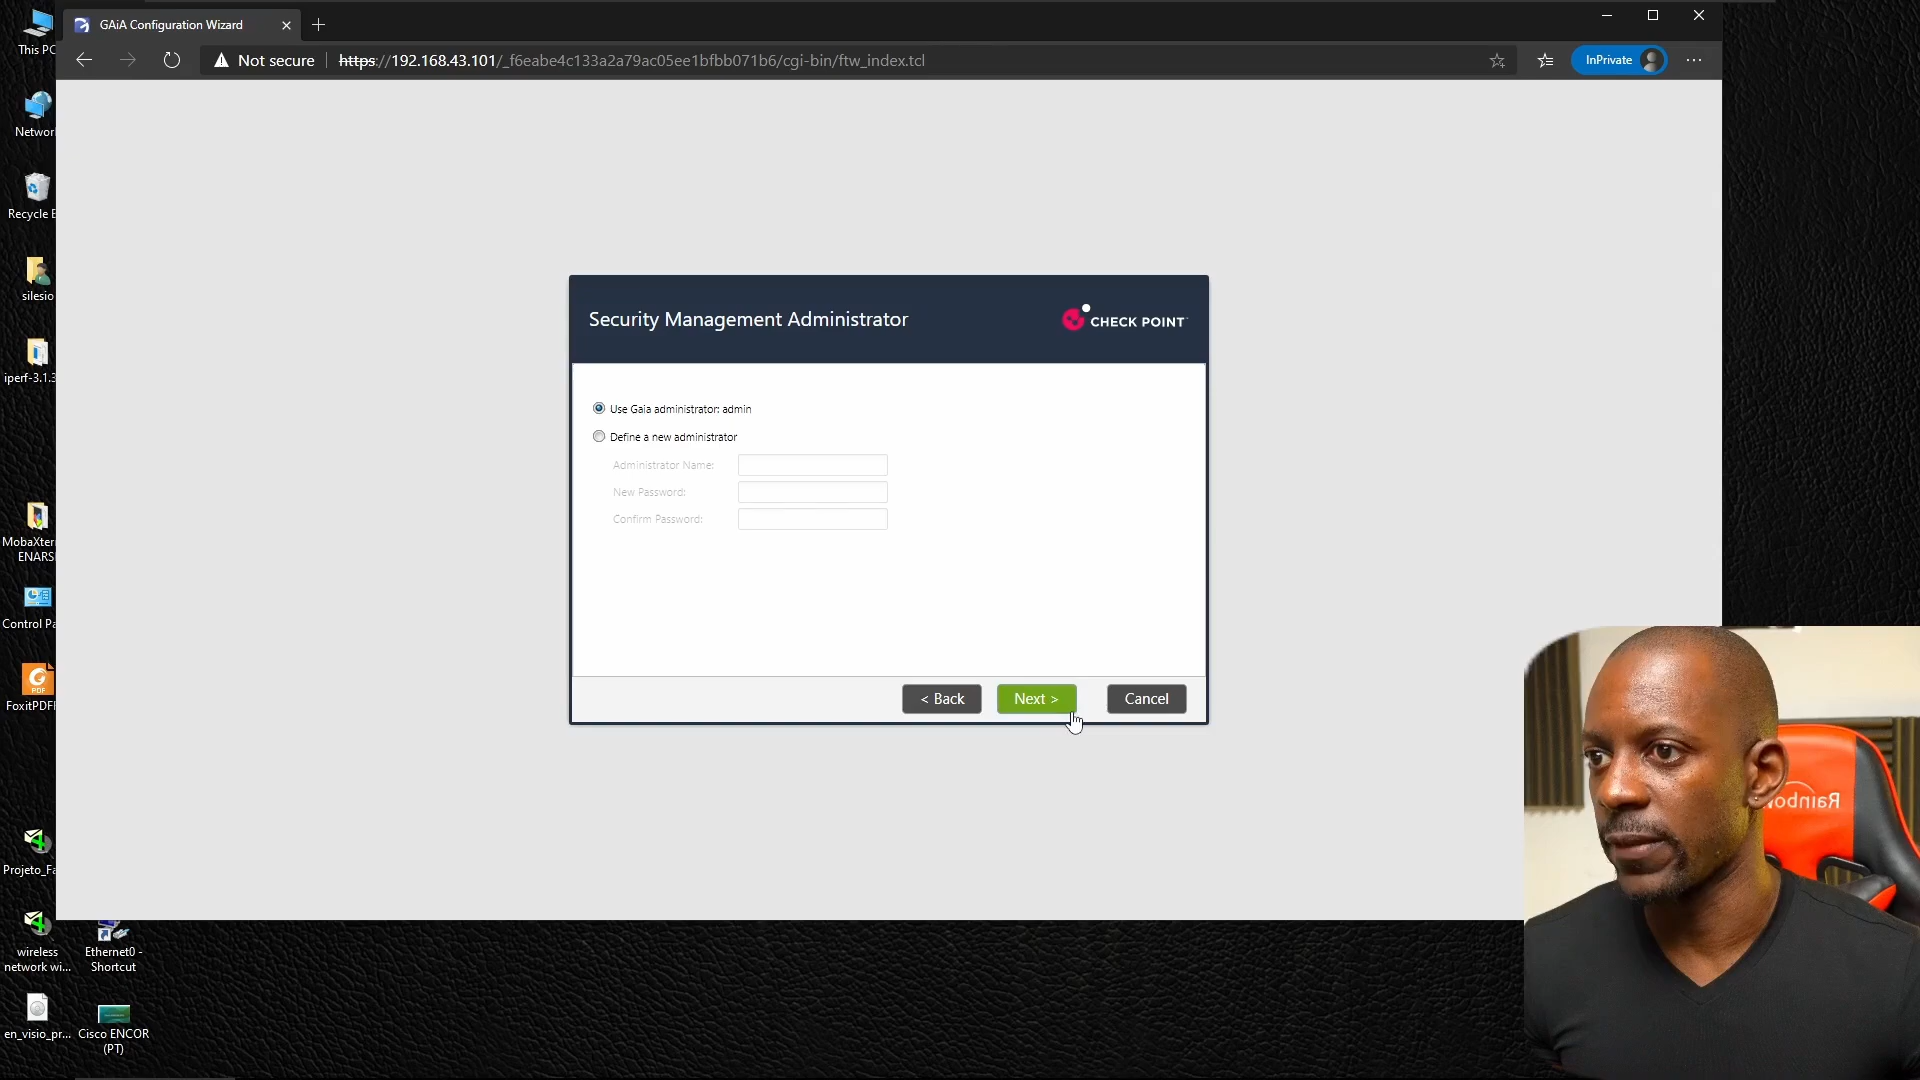 GAiA Configuration Wizard
Not secure
https://192.168.43.101/_f6eabe4c133a2a79ac05ee1bfbb071b6/cgi-bin/ftw_index.tcl
InPrivate
This PC
Networ
Recycle B
silesio
iperf-3.1.3
MobaXter
ENARS
Control Pa
FoxitPDF
Projeto_Fa
wireless
network wi...
Ethernet0 -
Shortcut
en_visio_pr...
Cisco ENCOR
(PT)
Security Management Administrator
CHECK POINT
Use Gaia administrator: admin
Define a new administrator
Administrator Name:
New Password:
Confirm Password:
< Back
Next >
Cancel
Rainbo